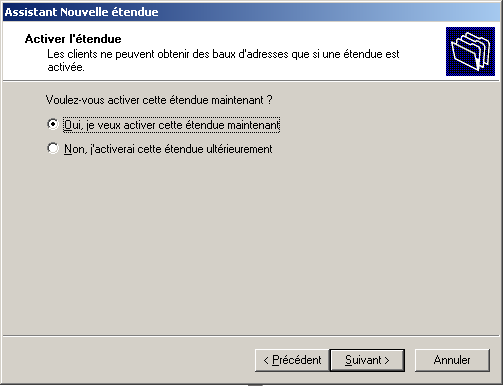 Assistant Nouvelle étendue
Activer l'étendue
Les clients ne peuvent obtenir des baux d'adresses que si une étendue est
activée.
Voulez-vous activer cette étendue maintenant ?
Oui, je veux activer cette étendue maintenant
Non, j'activerai cette étendue ultérieurement
< Précédent Suivant > Annuler